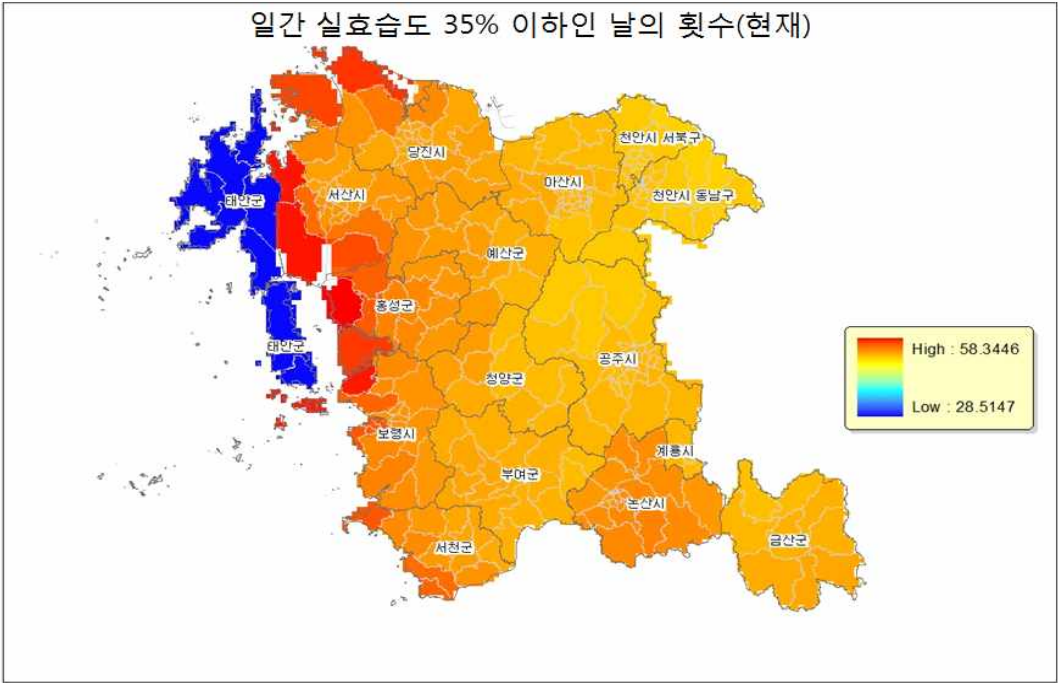 일간 실효습도 35% 이하인 날의 횟수(현재)
천안시 서북구
당진시
아산시
천안시 동남구
태안군
서산시
예산군
홍성군
High : 58.3446
태안군
공주시
청양군
Low : 28.5147
보령시
계룡시
부여군
논산시
금산군
서천군